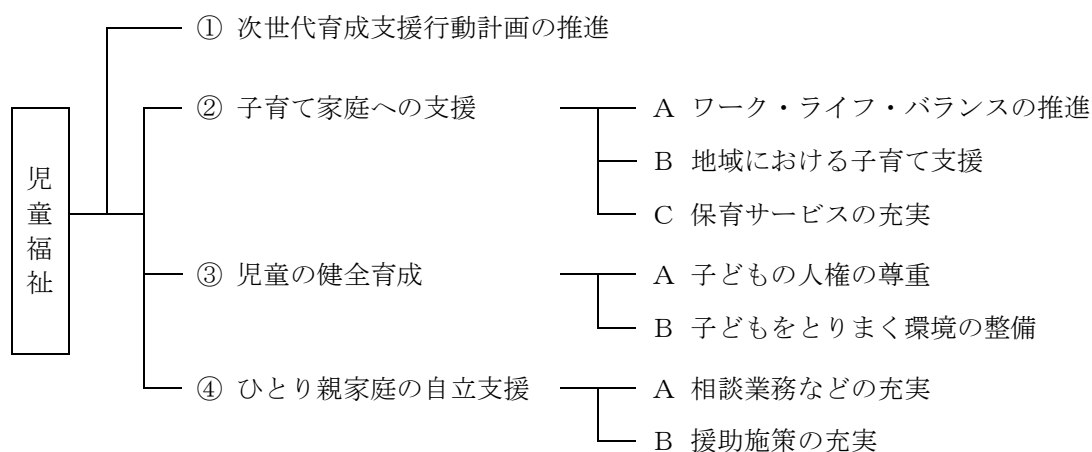 児童福祉
① 次世代育成支援行動計画の推進
② 子育て家庭への支援
A ワーク・ライフ・バランスの推進
B 地域における子育て支援
C 保育サービスの充実
③ 児童の健全育成
A 子どもの人権の尊重
B 子どもをとりまく環境の整備
④ ひとり親家庭の自立支援
A 相談業務などの充実
B 援助施策の充実